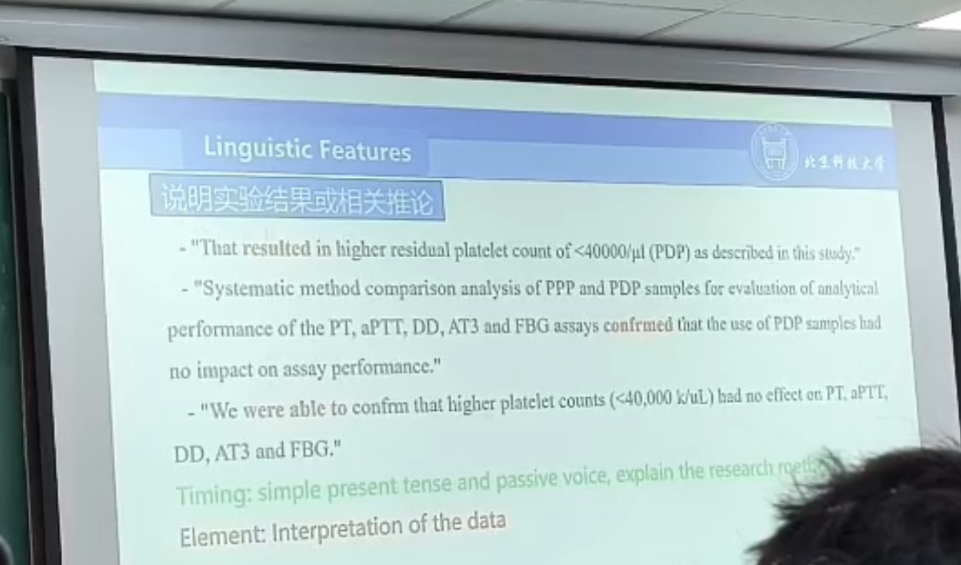 Linguistic Features
北京科技大学
说明实验结果或相关推论
- "That resulted in higher residual platelet count of <40000/μl (PDP) as described in this study."
- "Systematic method comparison analysis of PPP and PDP samples for evaluation of analytical
performance of the PT, aPTT, DD, AT3 and FBG assays confrmed that the use of PDP samples had
no impact on assay performance."
- "We were able to confrm that higher platelet counts (<40,000 k/uL) had no effect on PT, aPTT,
DD, AT3 and FBG."
Timing: simple present tense and passive voice, explain the research
Element: Interpretation of the data